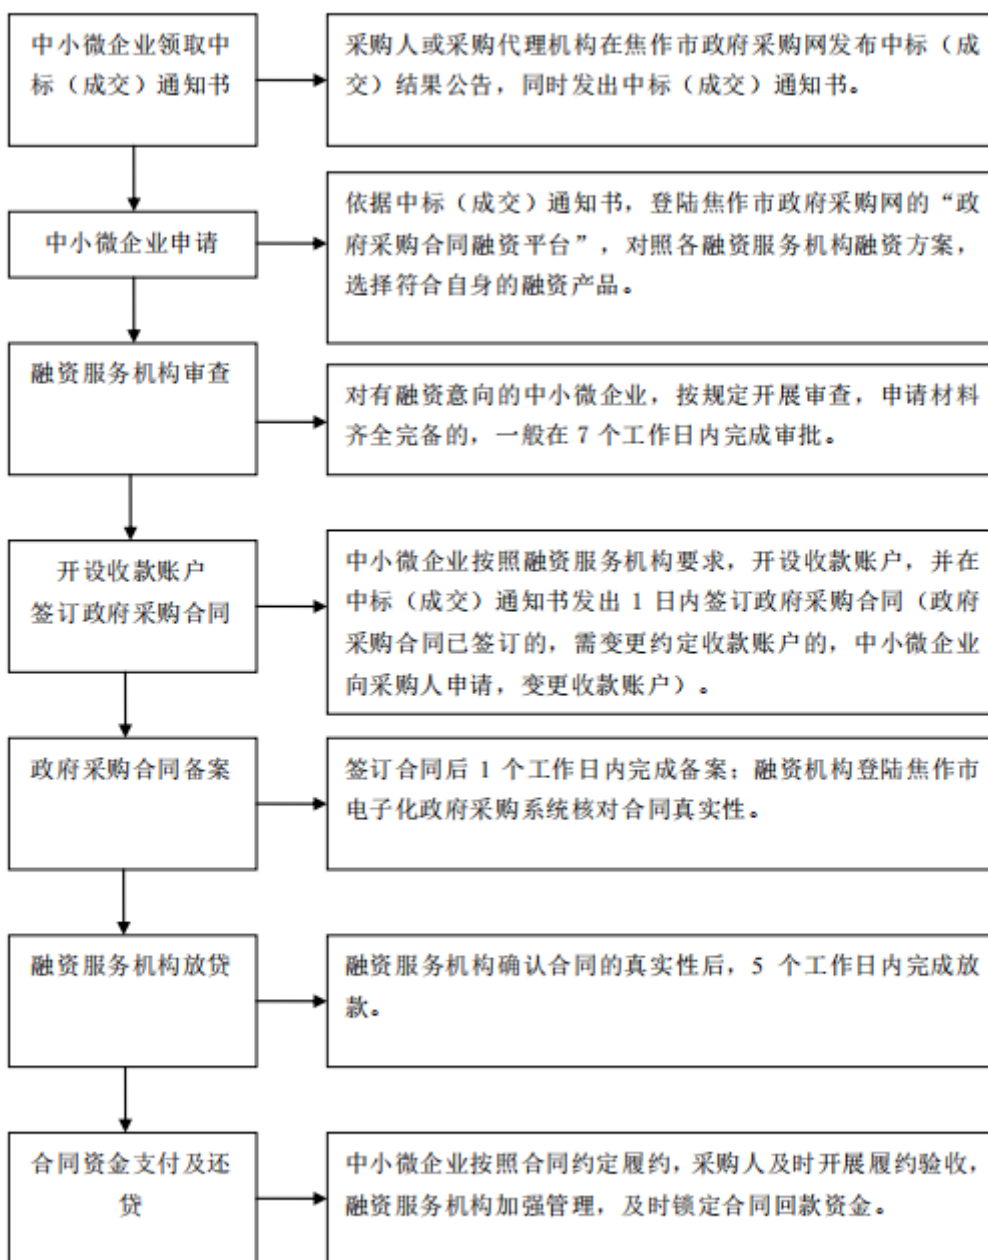 中小微企业领取中
标（成交）通知书
采购人或采购代理机构在焦作市政府采购网发布中标（成
交）结果公告，同时发出中标（成交）通知书。
中小微企业申请
依据中标（成交）通知书，登陆焦作市政府采购网的“政
府采购合同融资平台”，对照各融资服务机构融资方案，
选择符合自身的融资产品。
融资服务机构审查
对有融资意向的中小微企业，按规定开展审查，申请材料
齐全完备的，一般在 7 个工作日内完成审批。
开设收款账户
签订政府采购合同
中小微企业按照融资服务机构要求，开设收款账户，并在
中标（成交）通知书发出 1 日内签订政府采购合同（政府
采购合同已签订的，需变更约定收款账户的，中小微企业
向采购人申请，变更收款账户）。
政府采购合同备案
签订合同后 1 个工作日内完成备案；融资机构登陆焦作市
电子化政府采购系统核对合同真实性。
融资服务机构放贷
融资服务机构确认合同的真实性后，5 个工作日内完成放
款。
合同资金支付及还
贷
中小微企业按照合同约定履约，采购人及时开展履约验收，
融资服务机构加强管理，及时锁定合同回款资金。